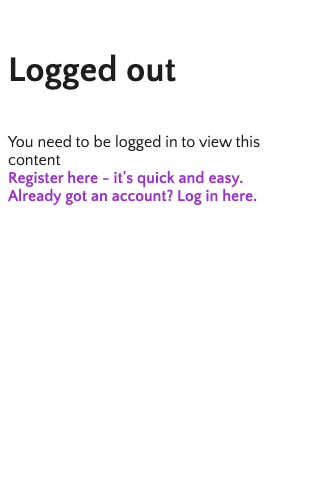 Logged out
You need to be logged in to view this
content
Register here - it's quick and easy.
Already got an account? Log in here.